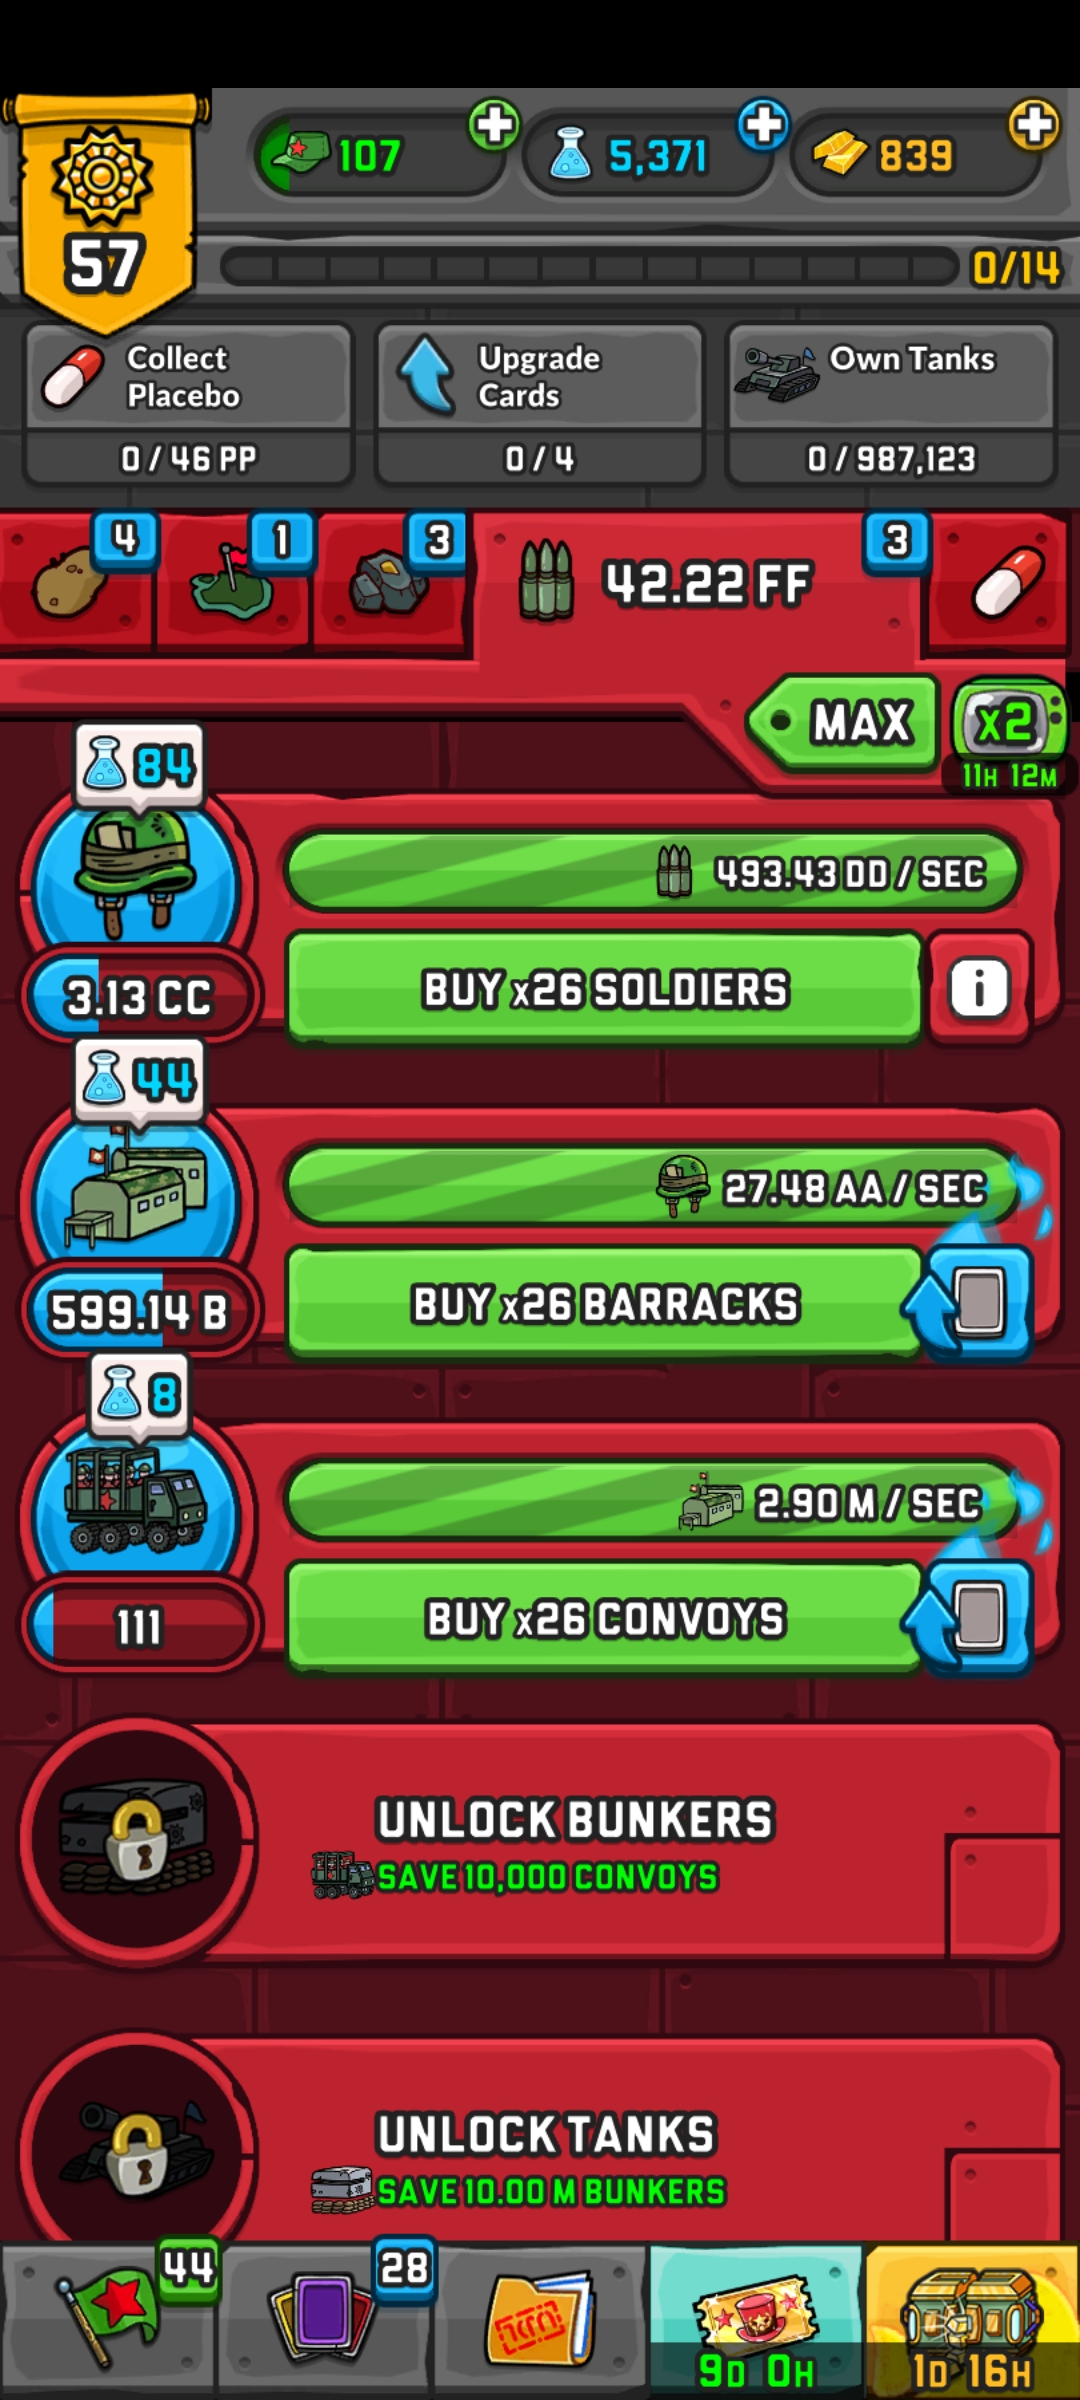 107
5,371
839
57
0/14
Collect
Placebo
0 / 46 PP
Upgrade
Cards
0 / 4
Own Tanks
0 / 987,123
4
1
3
42.22 FF
3
MAX
x2
11H 12M
84
493.43 DD / SEC
3.13 CC
BUY x26 SOLDIERS
i
44
27.48 AA / SEC
599.14 B
BUY x26 BARRACKS
8
2.90 M / SEC
111
BUY x26 CONVOYS
UNLOCK BUNKERS
SAVE 10,000 CONVOYS
UNLOCK TANKS
SAVE 10.00 M BUNKERS
44
28
9D 0H
1D 16H